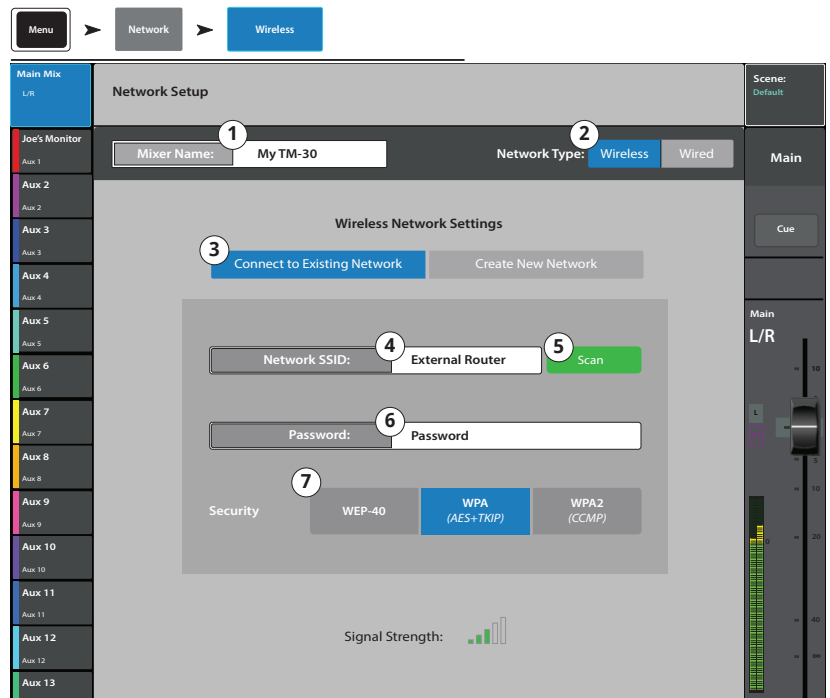 Menu
Network
Wireless
Main Mix
L/R
Network Setup
Scene:
Default
1
Mixer Name:
My TM-30
2
Network Type:
Wireless
Wired
Joe's Monitor
Aux 1
Aux 2
Aux 2
Aux 3
Aux 3
Aux 4
Aux 4
Aux 5
Aux 5
Aux 6
Aux 6
Aux 7
Aux 7
Aux 8
Aux 8
Aux 9
Aux 9
Aux 10
Aux 10
Aux 11
Aux 11
Aux 12
Aux 12
Aux 13
Wireless Network Settings
3
Connect to Existing Network
Create New Network
4
Network SSID:
External Router
5
Scan
6
Password:
Password
7
Security
WEP-40
WPA
(AES+TKIP)
WPA2
(CCMP)
Signal Strength:
Main
Cue
Main
L/R
10
L
5
10
0
20
40
∞